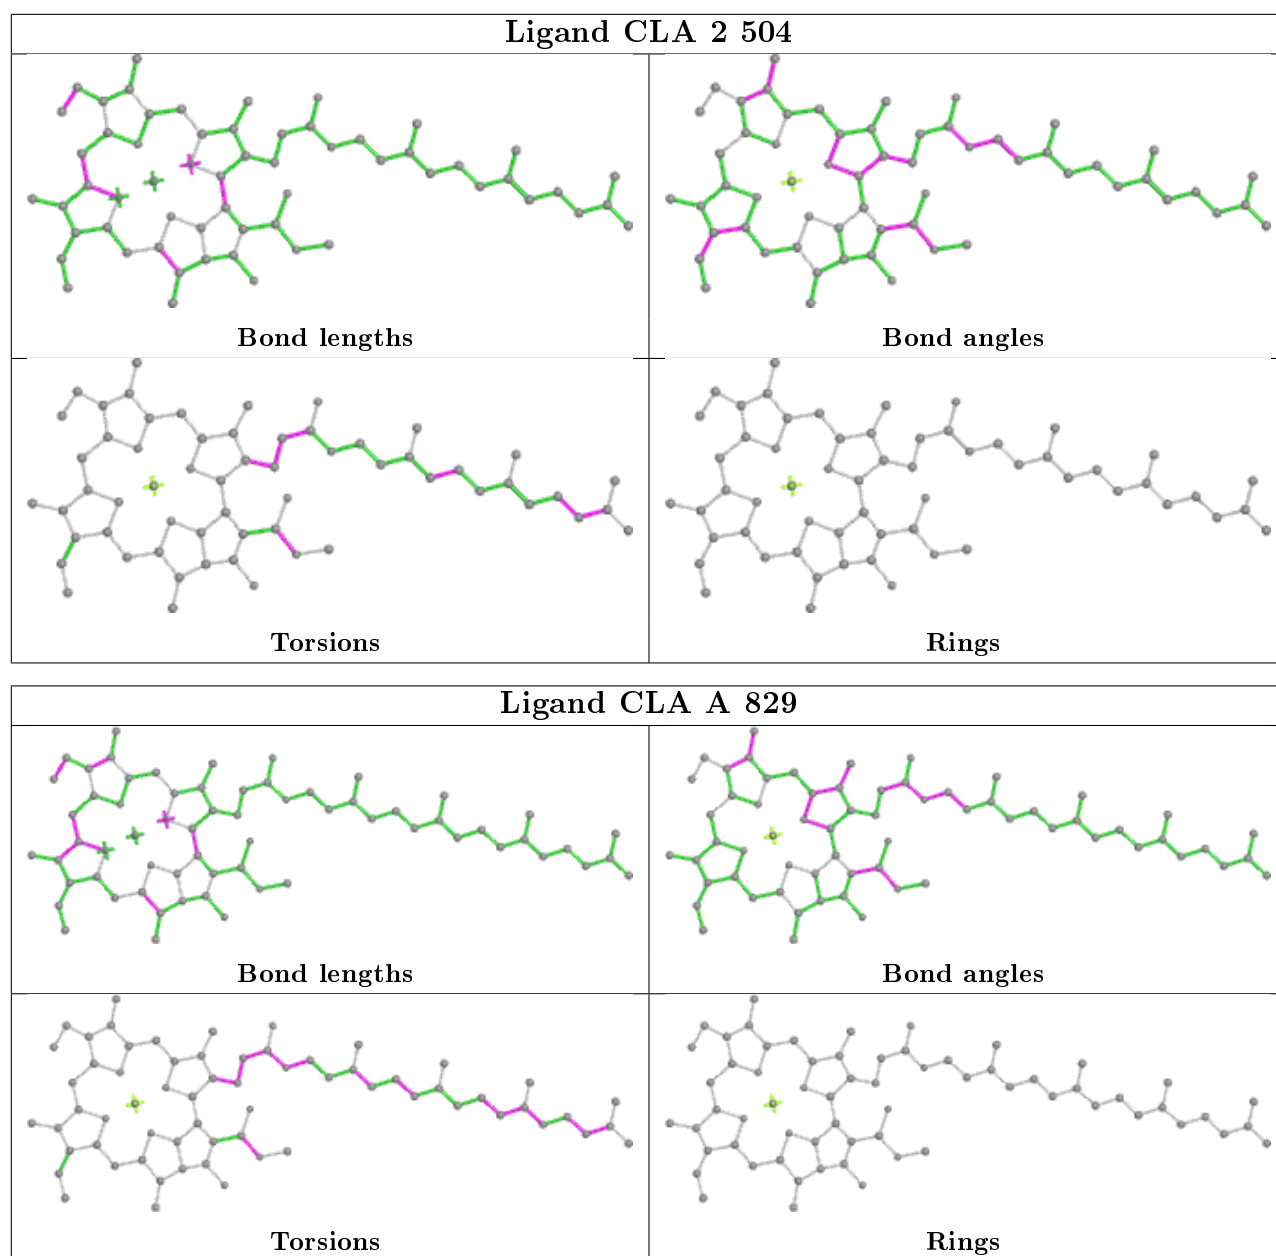 Ligand CLA 2 504
Bond lengths
Bond angles
Torsions
Rings
Ligand CLA A 829
Bond lengths
Bond angles
Torsions
Rings